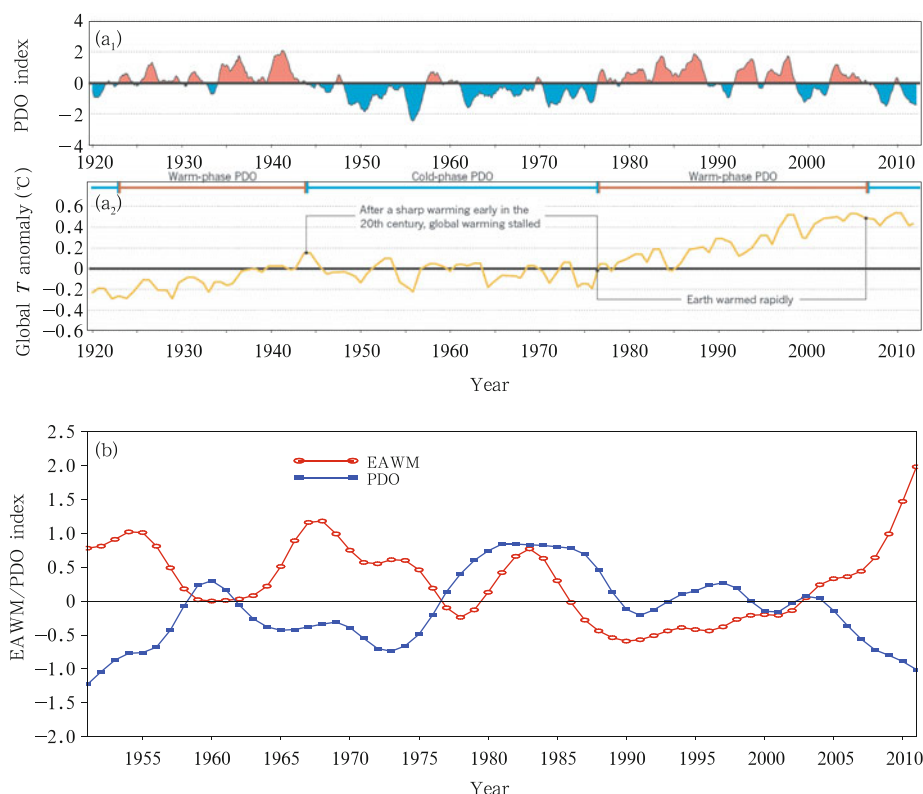 (a₁)
PDO index
4
2
0
−2
−4
1920 1930 1940 1950 1960 1970 1980 1990 2000 2010
Warm-phase PDO Cold-phase PDO Warm-phase PDO
(a₂)
Global T anomaly (℃)
0.6
0.4
0.2
0
−0.2
−0.4
−0.6
After a sharp warming early in the
20th century, global warming stalled
Earth warmed rapidly
1920 1930 1940 1950 1960 1970 1980 1990 2000 2010
Year
(b)
EAWM
PDO
EAWM/PDO index
2.5
2.0
1.5
1.0
0.5
0
−0.5
−1.0
−1.5
−2.0
1955 1960 1965 1970 1975 1980 1985 1990 1995 2000 2005 2010
Year